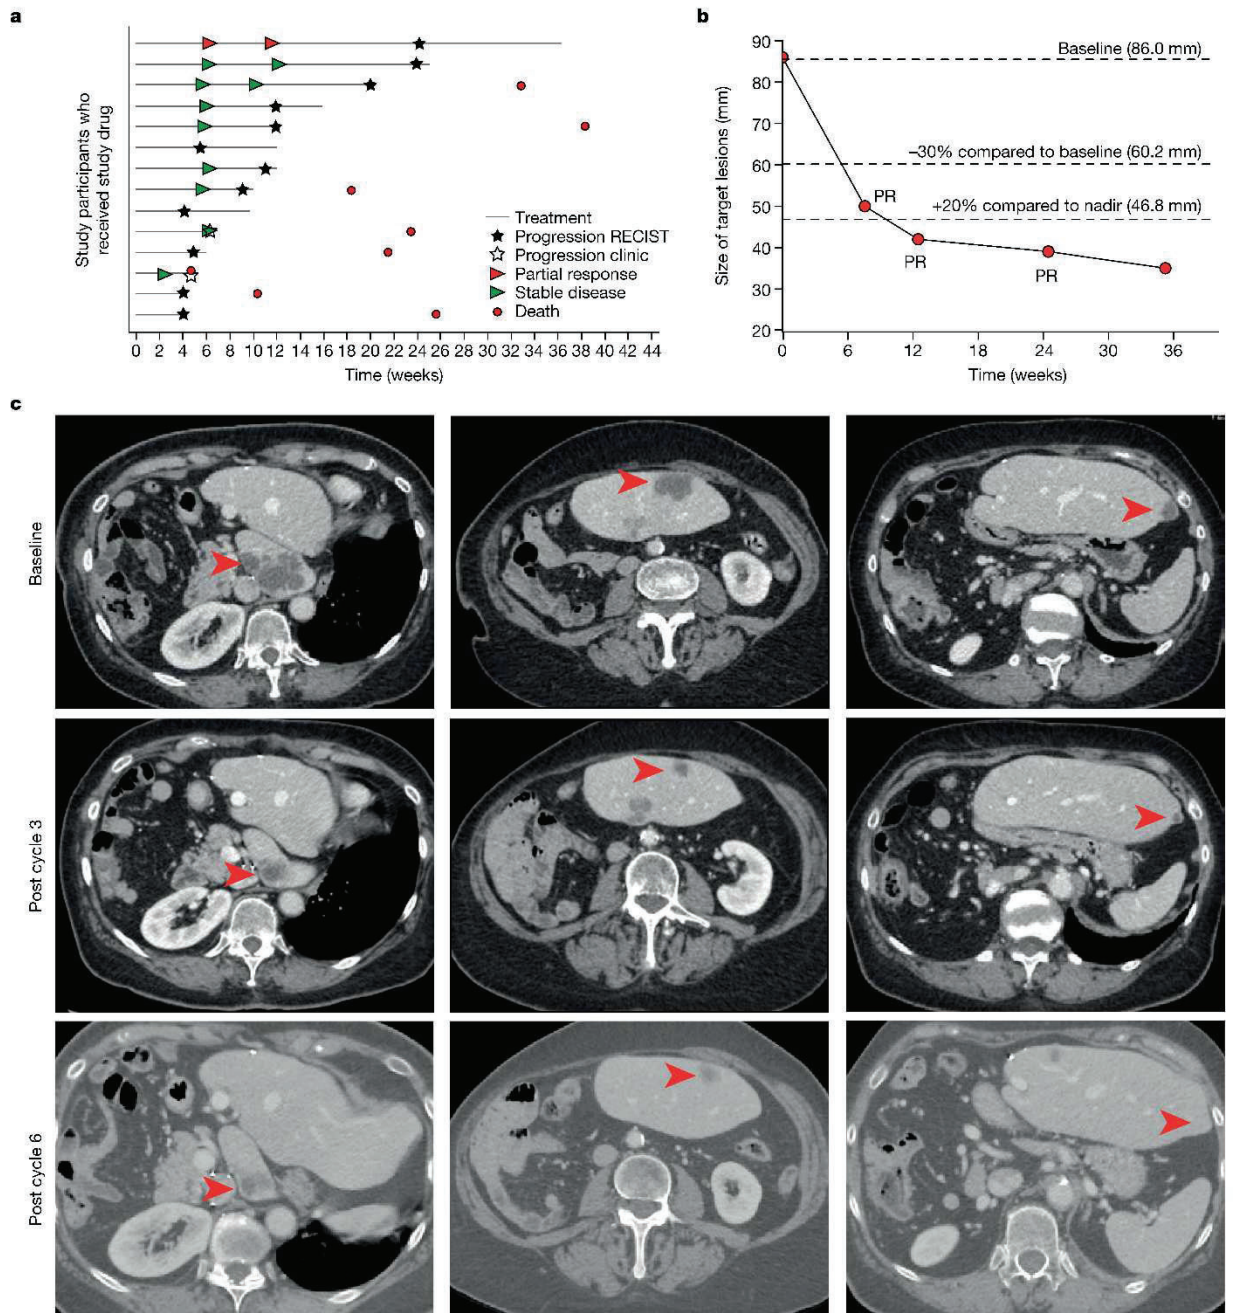 a
Study participants who
received study drug
Treatment
Progression RECIST
Progression clinic
Partial response
Stable disease
Death
0 2 4 6 8 10 12 14 16 18 20 22 24 26 28 30 32 34 36 38 40 42 44
Time (weeks)
b
Size of target lesions (mm)
90
80
70
60
50
40
30
20
Baseline (86.0 mm)
–30% compared to baseline (60.2 mm)
+20% compared to nadir (46.8 mm)
PR
PR
PR
0 6 12 18 24 30 36
Time (weeks)
c
Baseline
Post cycle 3
Post cycle 6